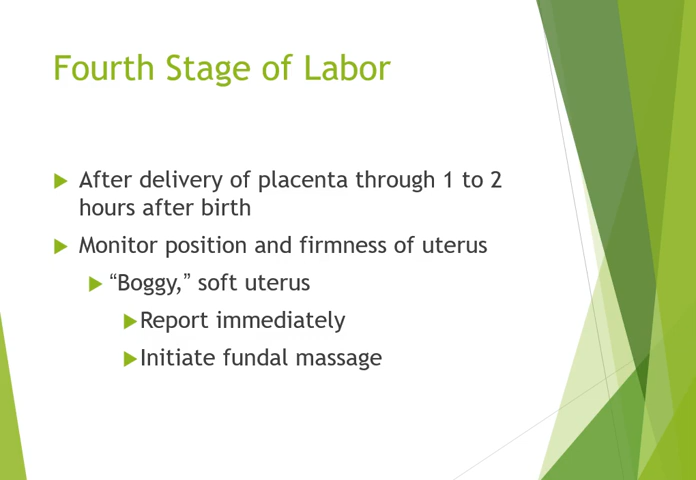 Fourth Stage of Labor
After delivery of placenta through 1 to 2
hours after birth
Monitor position and firmness of uterus
“Boggy,” soft uterus
Report immediately
Initiate fundal massage